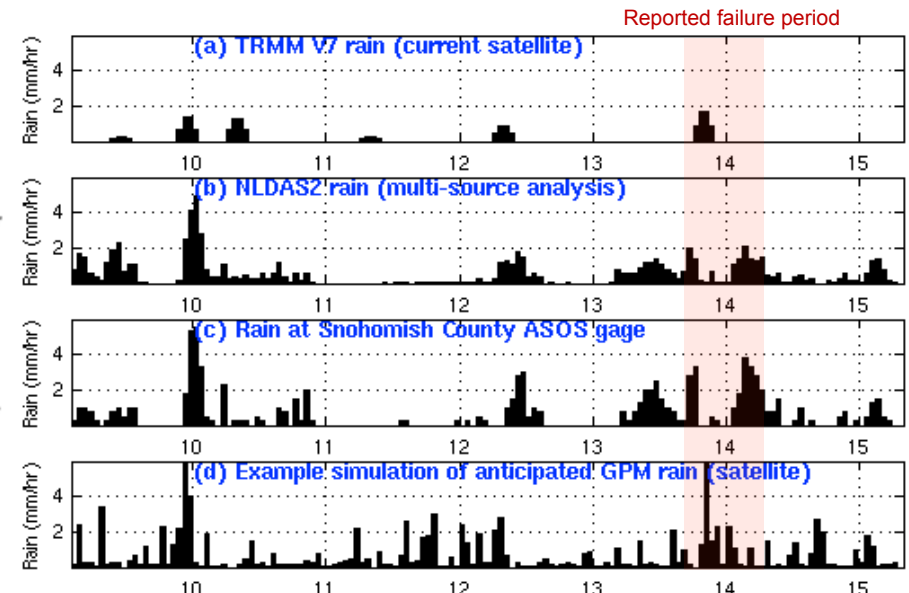 Reported failure period
(a) TRMM V7 rain (current satellite)
Rain (mm/hr)
4
2
10 11 12 13 14 15
(b) NLDAS2 rain (multi-source analysis)
Rain (mm/hr)
4
2
10 11 12 13 14 15
(c) Rain at Snohomish County ASOS gage
Rain (mm/hr)
4
2
10 11 12 13 14 15
(d) Example simulation of anticipated GPM rain (satellite)
Rain (mm/hr)
4
2
10 11 12 13 14 15